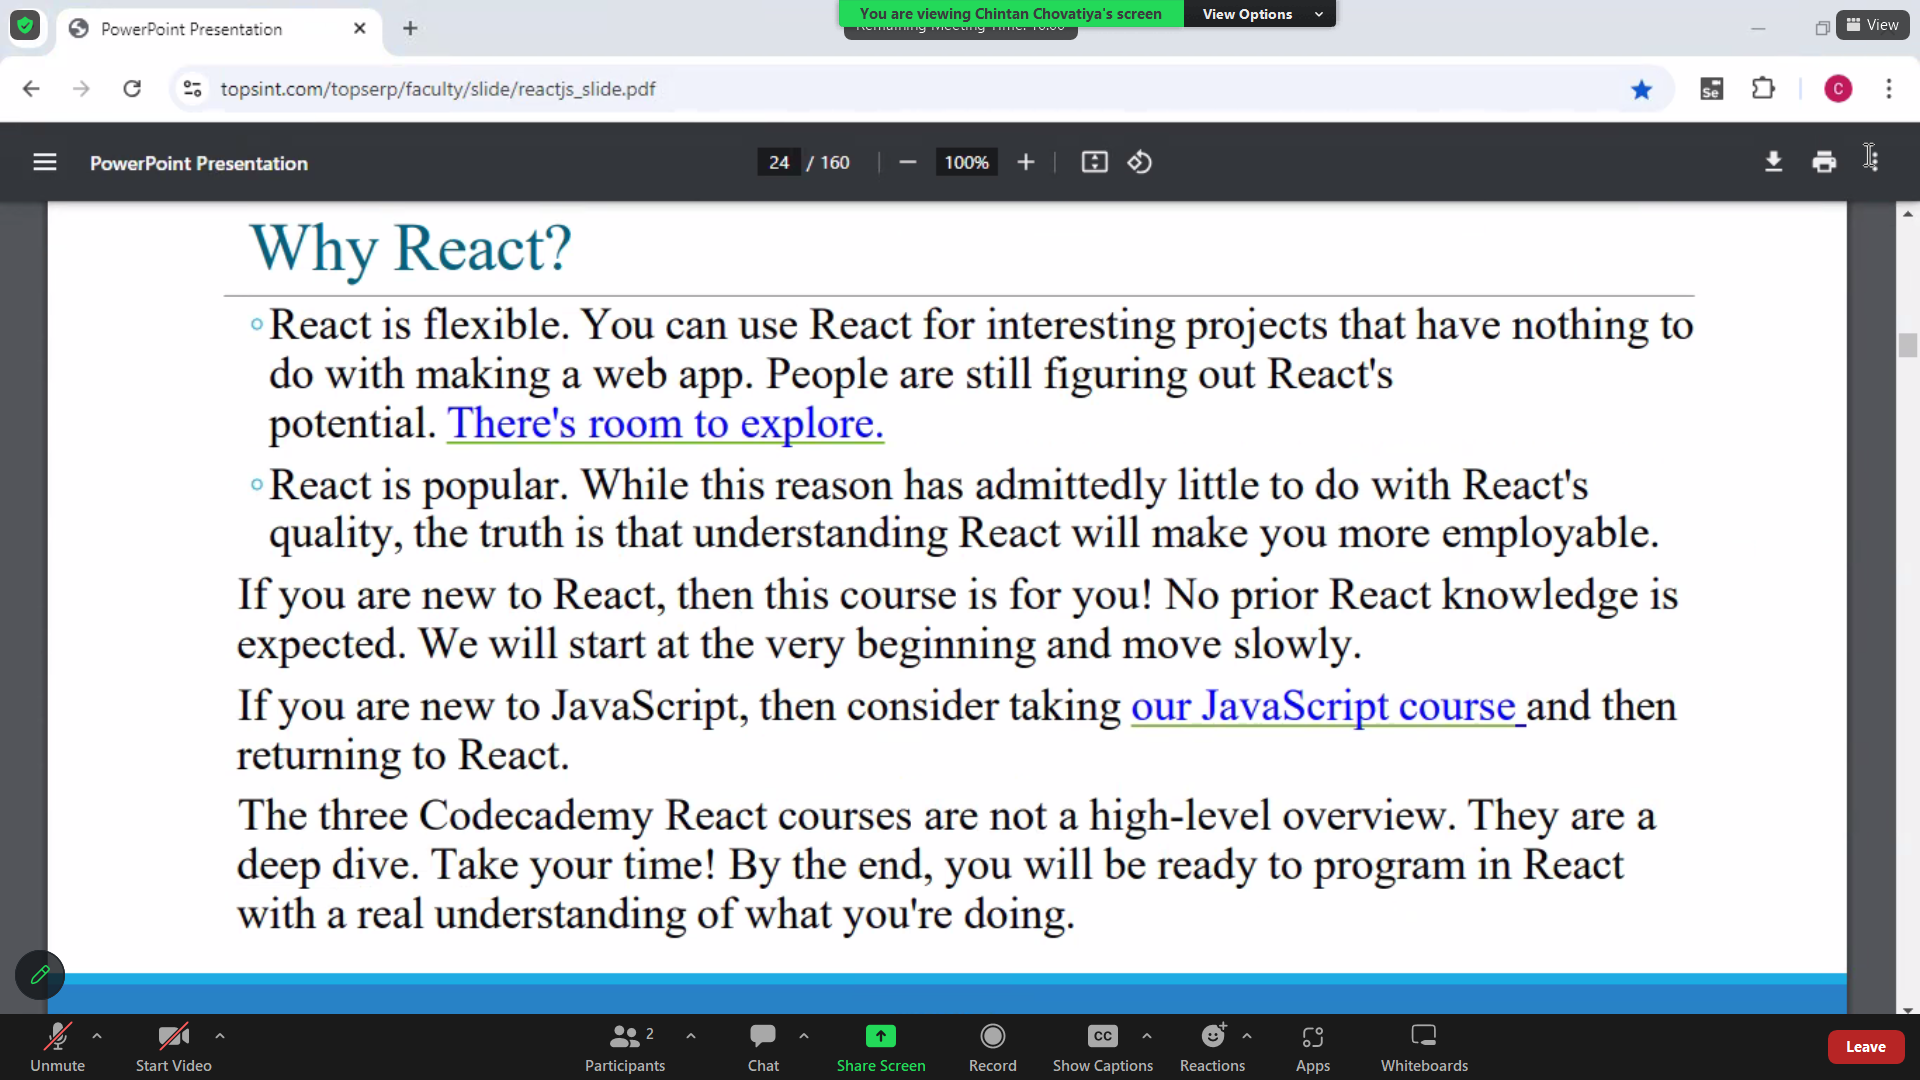 PowerPoint Presentation
You are viewing Chintan Chovatiya's screen
View Options
View
topsint.com/topserp/faculty/slide/reactjs_slide.pdf
Se
C
PowerPoint Presentation
24 / 160
100%
Why React?
React is flexible. You can use React for interesting projects that have nothing to
do with making a web app. People are still figuring out React's
potential. There's room to explore.
React is popular. While this reason has admittedly little to do with React's
quality, the truth is that understanding React will make you more employable.
If you are new to React, then this course is for you! No prior React knowledge is
expected. We will start at the very beginning and move slowly.
If you are new to JavaScript, then consider taking our JavaScript course and then
returning to React.
The three Codecademy React courses are not a high-level overview. They are a
deep dive. Take your time! By the end, you will be ready to program in React
with a real understanding of what you're doing.
Unmute
Start Video
Participants
2
Chat
Share Screen
Record
CC
Show Captions
Reactions
Apps
Whiteboards
Leave